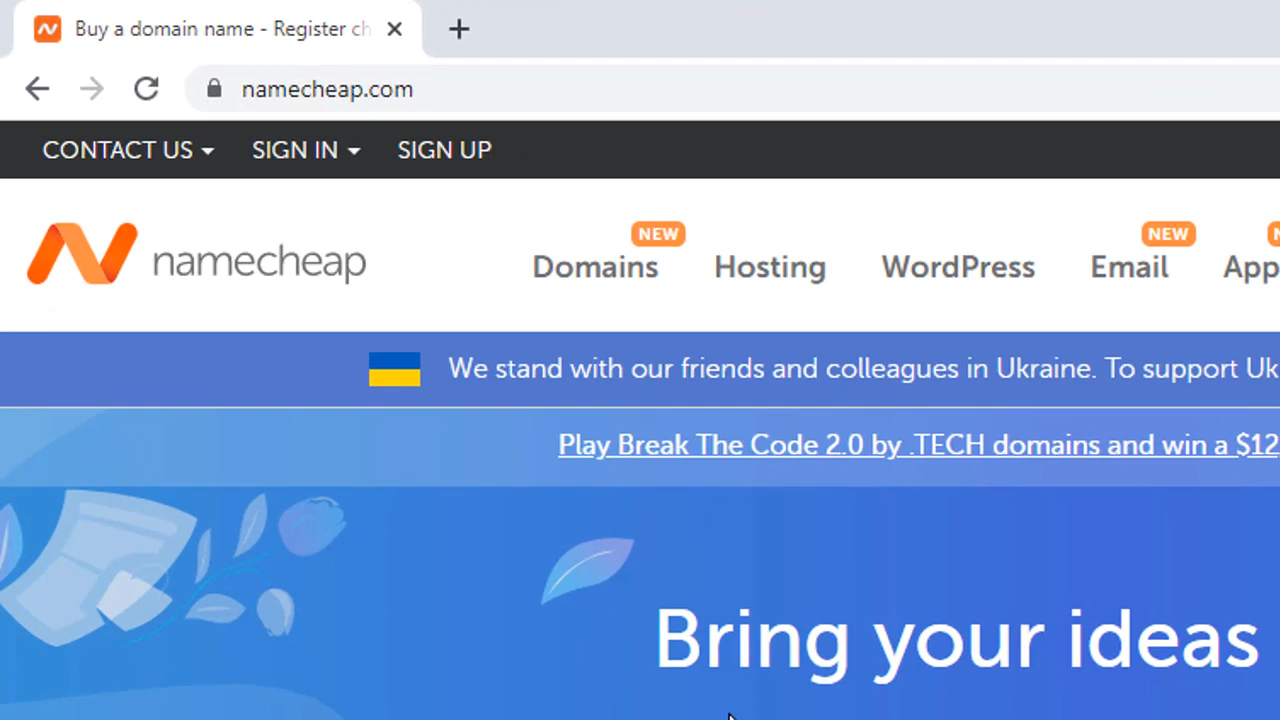 Buy a domain name - Register ch
namecheap.com
CONTACT US SIGN IN SIGN UP
namecheap
NEW NEW N
Domains Hosting WordPress Email App
We stand with our friends and colleagues in Ukraine. To support Uk
Play Break The Code 2.0 by .TECH domains and win a $12
Bring your ideas